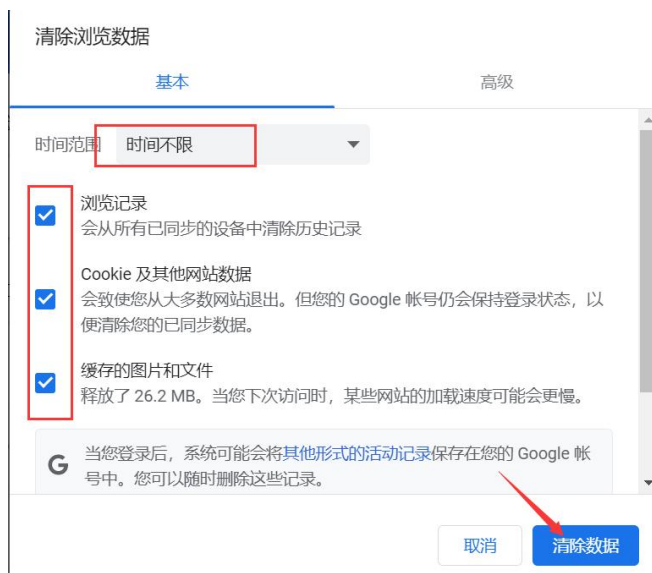 清除浏览数据
基本
高级
时间范围 时间不限
浏览记录
会从所有已同步的设备中清除历史记录
Cookie 及其他网站数据
会致使您从大多数网站退出。但您的 Google 帐号仍会保持登录状态，以
便清除您的已同步数据。
缓存的图片和文件
释放了 26.2 MB。当您下次访问时，某些网站的加载速度可能会更慢。
G 当您登录后，系统可能会将其他形式的活动记录保存在您的 Google 帐
号中。您可以随时删除这些记录。
取消
清除数据